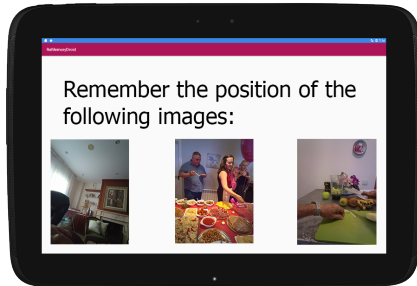 Remember the position of the
following images: